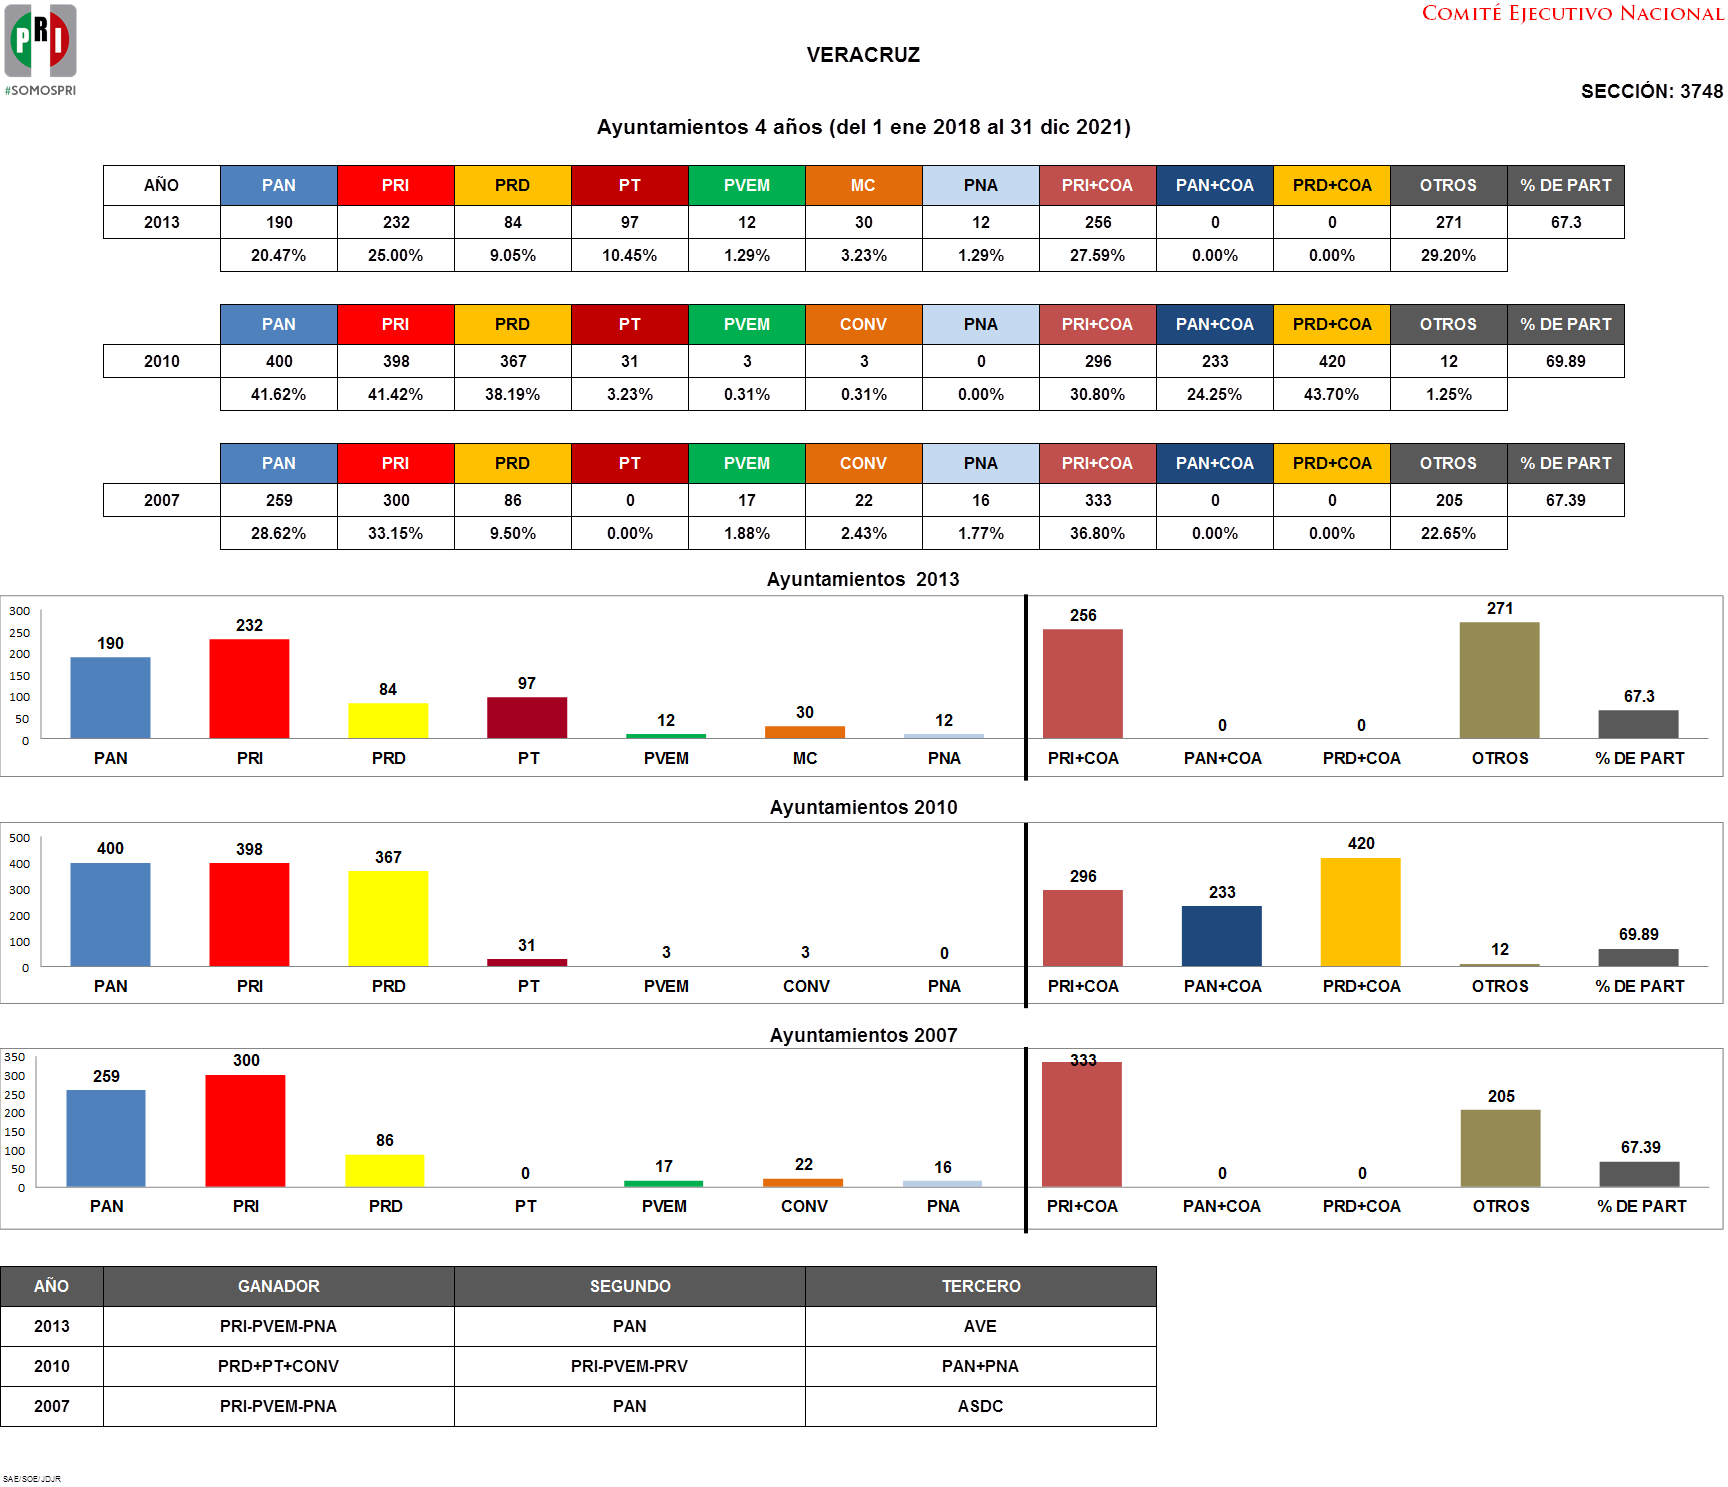 PRI
#SOMOSPRI
COMITÉ EJECUTIVO NACIONAL
VERACRUZ
SECCIÓN: 3748
Ayuntamientos 4 años (del 1 ene 2018 al 31 dic 2021)
AÑO PAN PRI PRD PT PVEM MC PNA PRI+COA PAN+COA PRD+COA OTROS % DE PART
2013 190 232 84 97 12 30 12 256 0 0 271 67.3
20.47% 25.00% 9.05% 10.45% 1.29% 3.23% 1.29% 27.59% 0.00% 0.00% 29.20%
PAN PRI PRD PT PVEM CONV PNA PRI+COA PAN+COA PRD+COA OTROS % DE PART
2010 400 398 367 31 3 3 0 296 233 420 12 69.89
41.62% 41.42% 38.19% 3.23% 0.31% 0.31% 0.00% 30.80% 24.25% 43.70% 1.25%
PAN PRI PRD PT PVEM CONV PNA PRI+COA PAN+COA PRD+COA OTROS % DE PART
2007 259 300 86 0 17 22 16 333 0 0 205 67.39
28.62% 33.15% 9.50% 0.00% 1.88% 2.43% 1.77% 36.80% 0.00% 0.00% 22.65%
Ayuntamientos 2013
300
250
200
150
100
50
0
190 232 84 97 12 30 12 256 0 0 271 67.3
PAN PRI PRD PT PVEM MC PNA PRI+COA PAN+COA PRD+COA OTROS % DE PART
Ayuntamientos 2010
500
400
300
200
100
0
400 398 367 31 3 3 0 296 233 420 12 69.89
PAN PRI PRD PT PVEM CONV PNA PRI+COA PAN+COA PRD+COA OTROS % DE PART
Ayuntamientos 2007
350
300
250
200
150
100
50
0
259 300 86 0 17 22 16 333 0 0 205 67.39
PAN PRI PRD PT PVEM CONV PNA PRI+COA PAN+COA PRD+COA OTROS % DE PART
AÑO GANADOR SEGUNDO TERCERO
2013 PRI-PVEM-PNA PAN AVE
2010 PRD+PT+CONV PRI-PVEM-PRV PAN+PNA
2007 PRI-PVEM-PNA PAN ASDC
SAE/SOE/JDJR